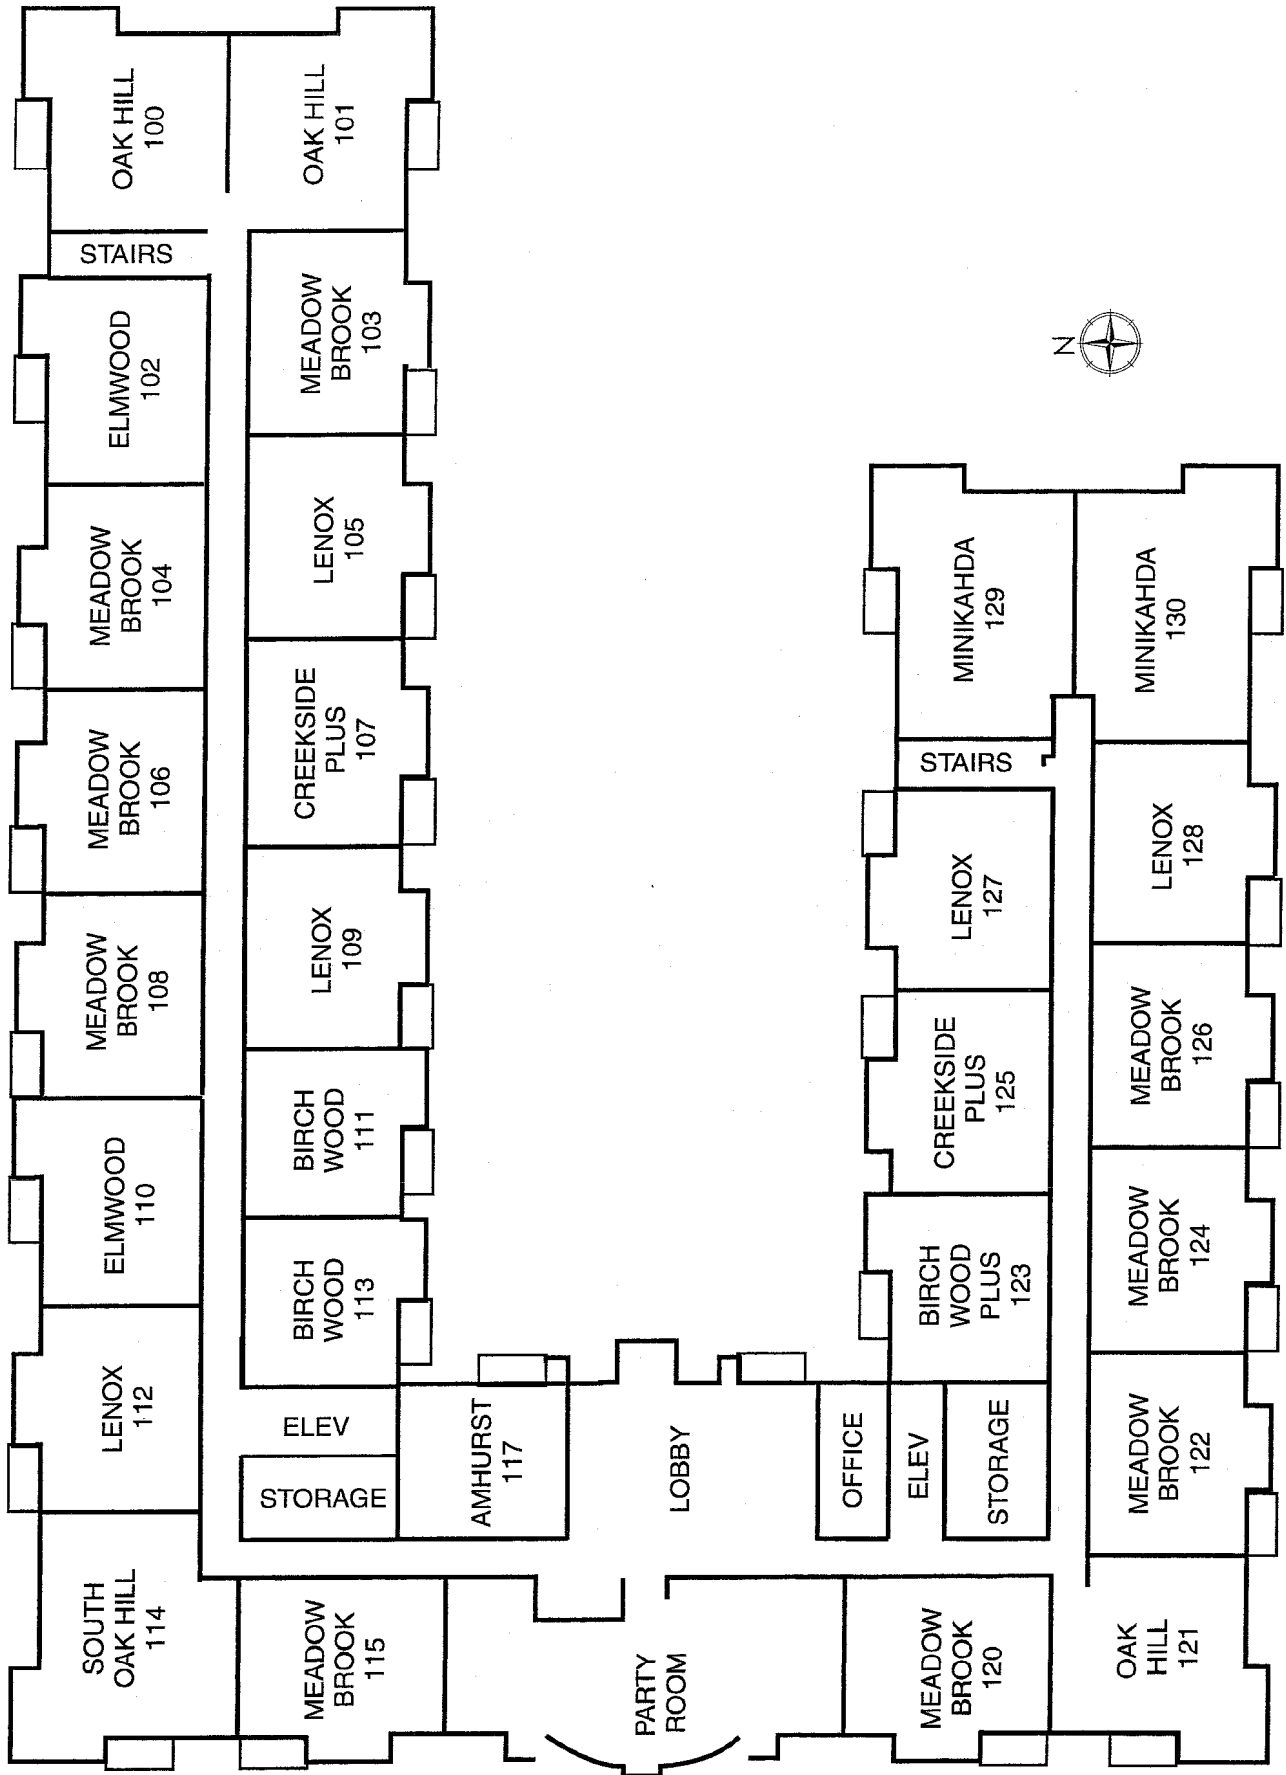 OAK HILL
100
OAK HILL
101
STAIRS
ELMWOOD
102
MEADOW
BROOK
103
MEADOW
BROOK
104
LENOX
105
MEADOW
BROOK
106
CREEKSIDE
PLUS
107
MEADOW
BROOK
108
LENOX
109
ELMWOOD
110
BIRCH
WOOD
111
LENOX
112
BIRCH
WOOD
113
ELEV
STORAGE
SOUTH
OAK HILL
114
MEADOW
BROOK
115
AMHURST
117
LOBBY
PARTY
ROOM
OFFICE
ELEV
STORAGE
MEADOW
BROOK
120
OAK
HILL
121
MEADOW
BROOK
122
BIRCH
WOOD
PLUS
123
MEADOW
BROOK
124
CREEKSIDE
PLUS
125
MEADOW
BROOK
126
LENOX
127
LENOX
128
STAIRS
MINIKAHDA
129
MINIKAHDA
130
N